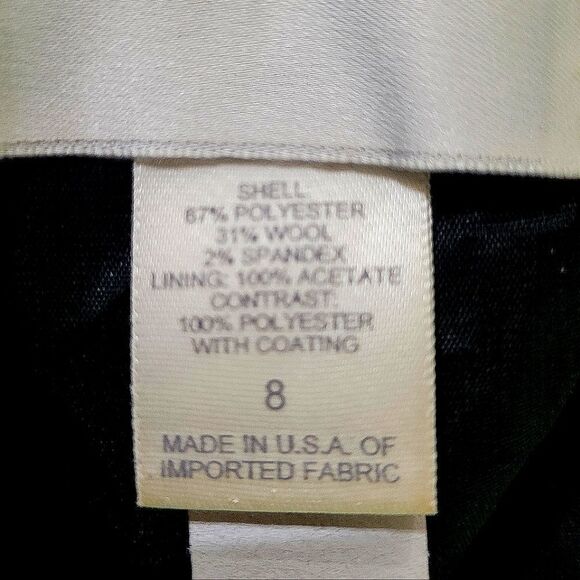 SHELL:
67% POLYESTER
31% WOOL
2% SPANDEX
LINING: 100% ACETATE
CONTRAST:
100% POLYESTER
WITH COATING
8
MADE IN U.S.A. OF
IMPORTED FABRIC